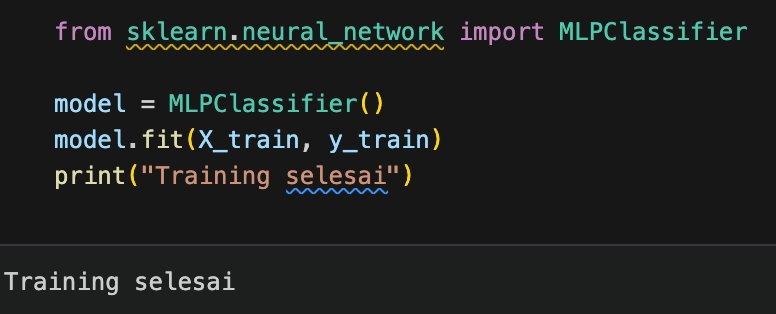 from sklearn.neural_network import MLPClassifier
model = MLPClassifier()
model.fit(X_train, y_train)
print("Training selesai")
Training selesai